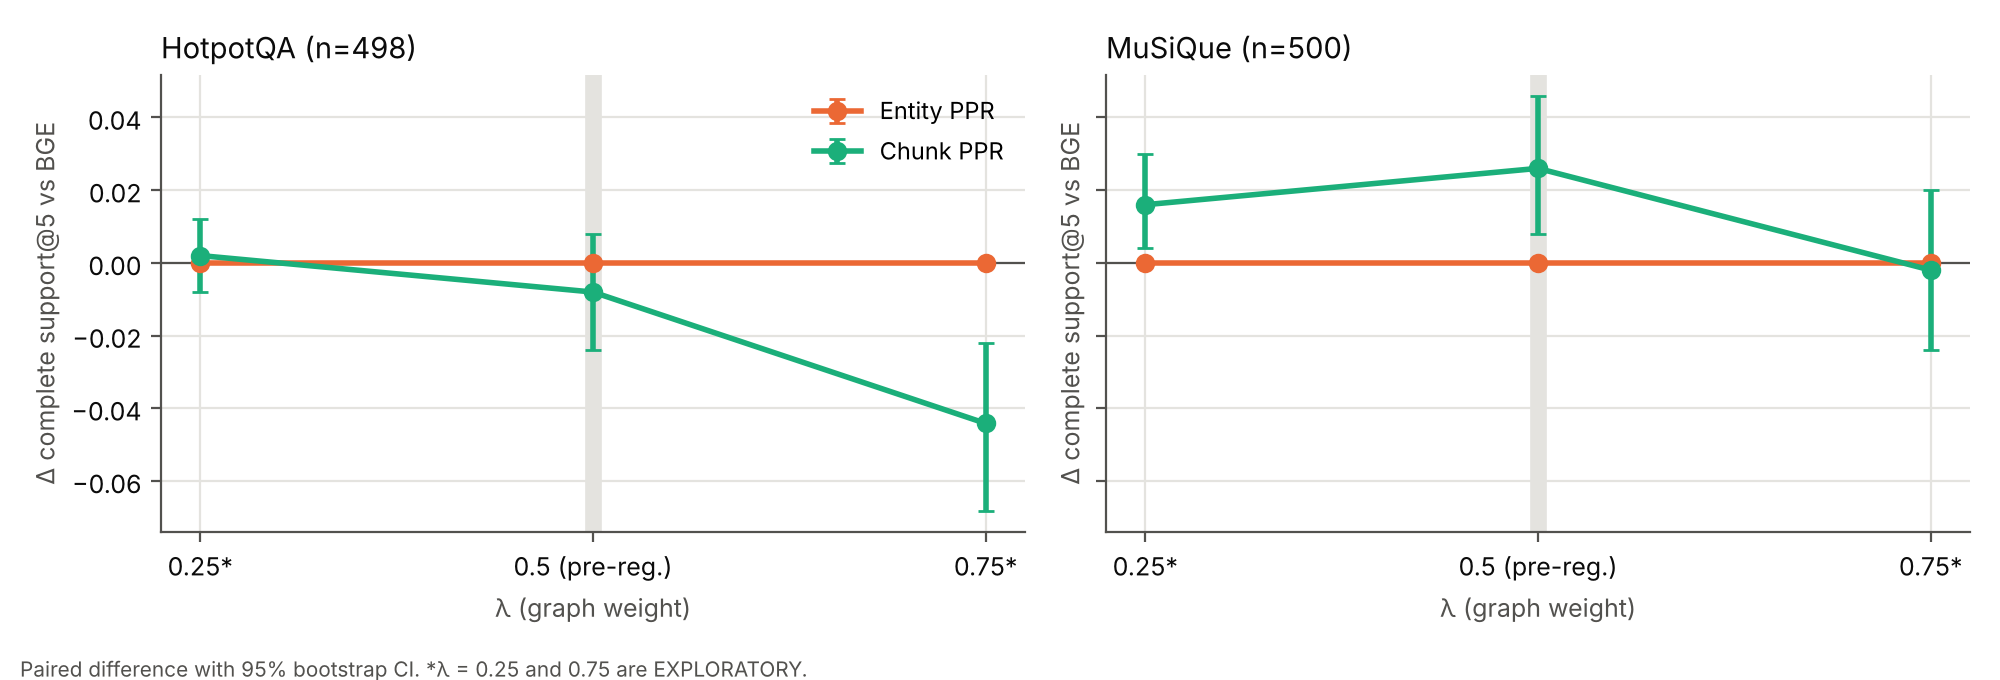 HotpotQA (n=498)
Δ complete support@5 vs BGE
0.04
0.02
0.00
−0.02
−0.04
−0.06
Entity PPR
Chunk PPR
0.25*
0.5 (pre-reg.)
0.75*
λ (graph weight)
MuSiQue (n=500)
Δ complete support@5 vs BGE
0.25*
0.5 (pre-reg.)
0.75*
λ (graph weight)
Paired difference with 95% bootstrap CI. *λ = 0.25 and 0.75 are EXPLORATORY.